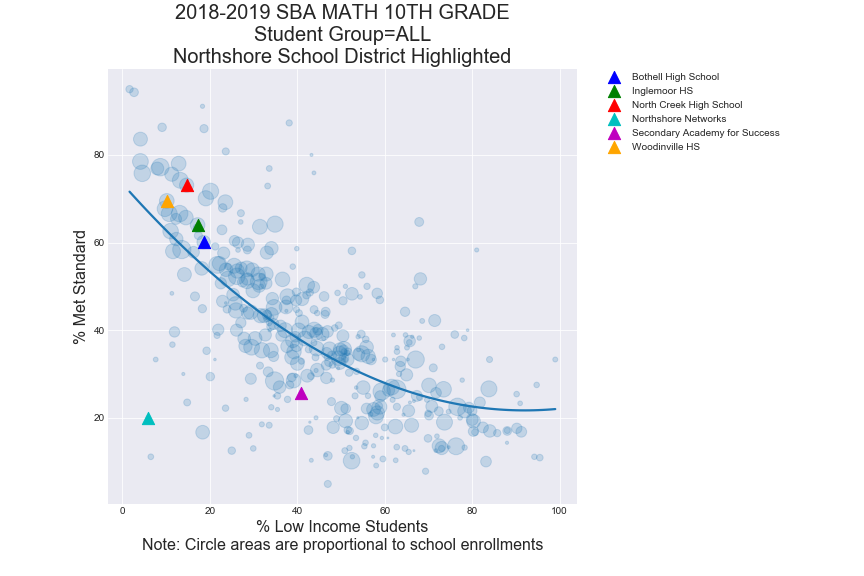 2018-2019 SBA MATH 10TH GRADE
Student Group=ALL
Northshore School District Highlighted
Bothell High School
Inglemoor HS
North Creek High School
Northshore Networks
Secondary Academy for Success
Woodinville HS
% Met Standard
80
60
40
20
0 20 40 60 80 100
% Low Income Students
Note: Circle areas are proportional to school enrollments